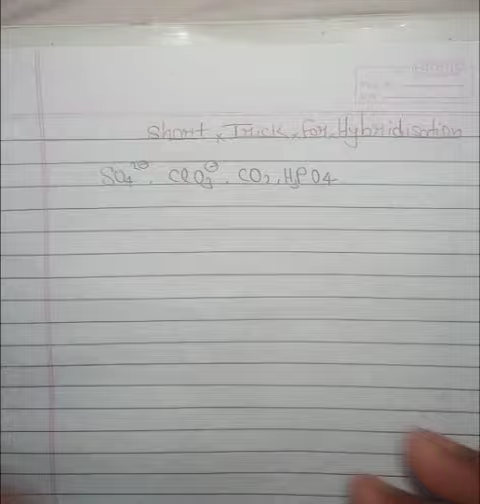 Short Trick for Hybridisation
SO₄²⊖, ClO₃⊖, CO₂, H₃PO₄